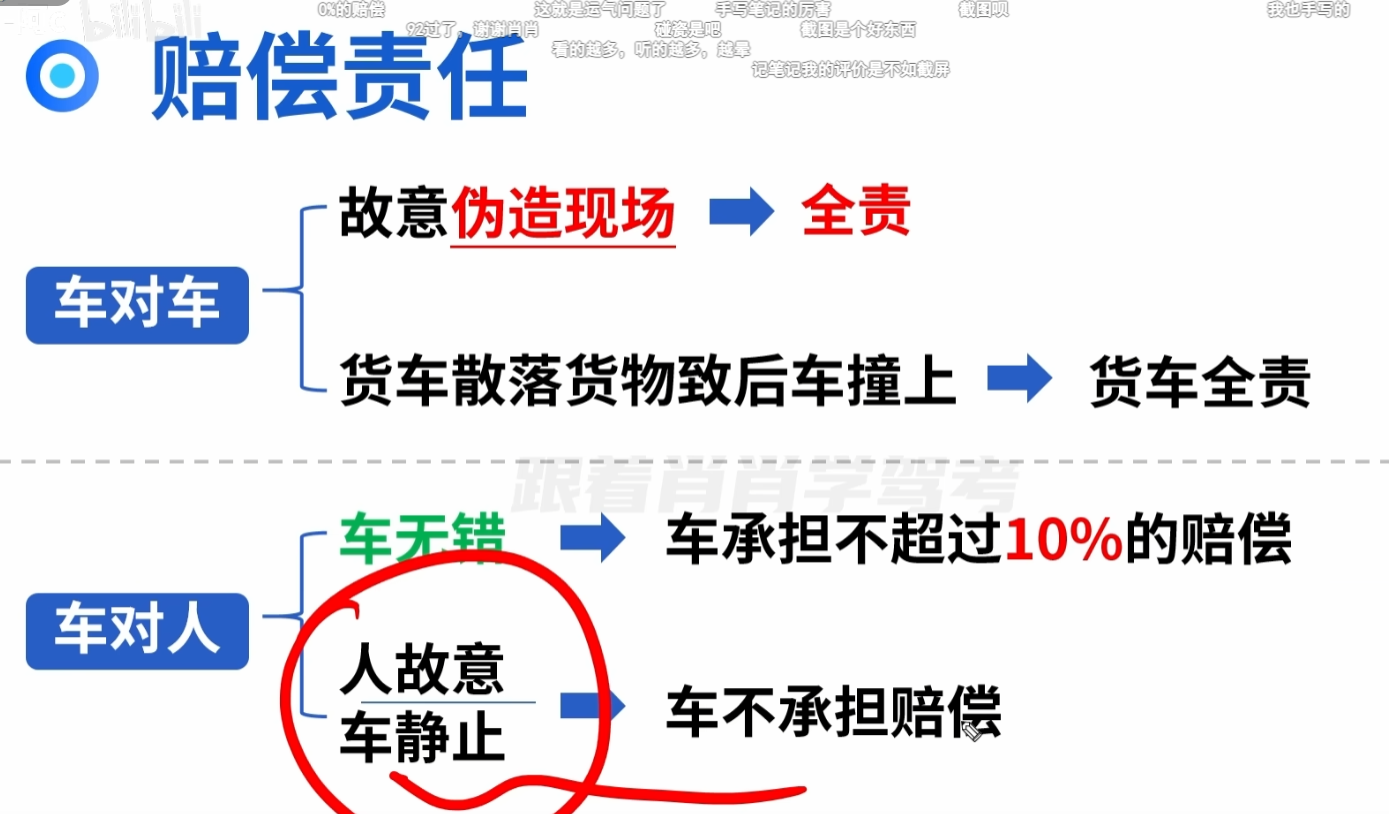 0%的赔偿
这就是运气问题了
手写笔记的厉害
截图呗
我也手写的
92过了，谢谢肖肖
碰瓷是吧
截图是个好东西
看的越多，听的越多，越晕
记笔记我的评价是不如截屏
bilibili
赔偿责任
故意伪造现场
全责
车对车
货车散落货物致后车撞上
货车全责
跟着肖肖学驾考
车无错
车承担不超过10%的赔偿
车对人
人故意
车静止
车不承担赔偿